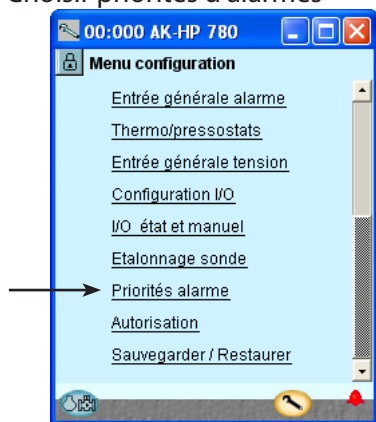 Choisir priorités d'alarmes
00:000 AK-HP 780
Menu configuration
Entrée générale alarme
Thermo/pressostats
Entrée générale tension
Configuration I/O
I/O état et manuel
Etalonnage sonde
Priorités alarme
Autorisation
Sauvegarder / Restaurer